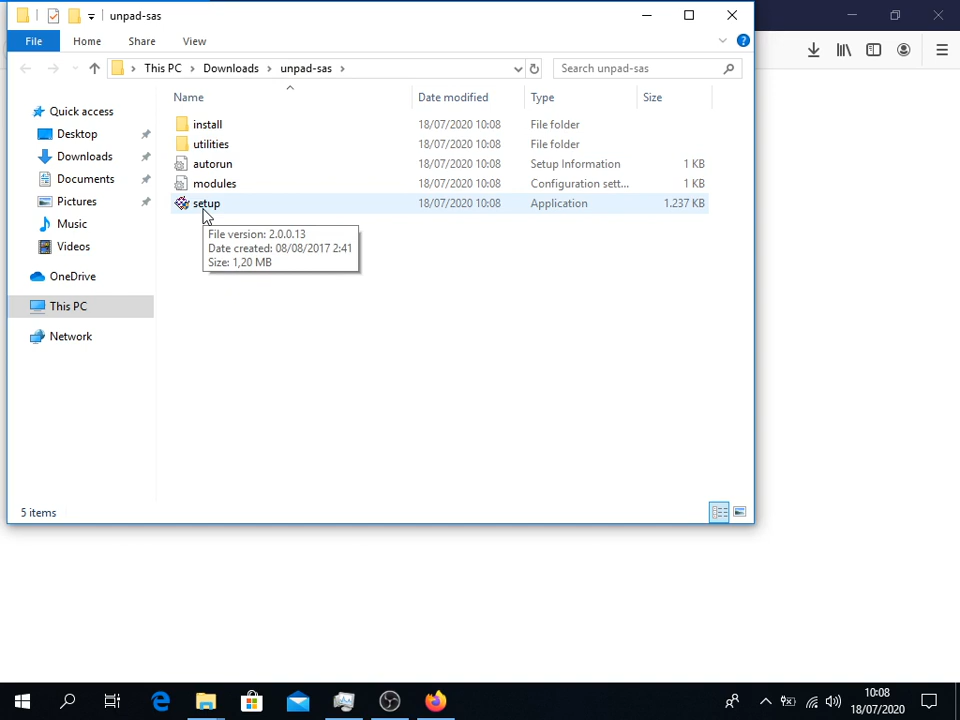 unpad-sas
File
Home
Share
View
This PC
Downloads
unpad-sas
Search unpad-sas
Name
Date modified
Type
Size
Quick access
Desktop
Downloads
Documents
Pictures
Music
Videos
OneDrive
This PC
Network
install 18/07/2020 10:08 File folder
utilities 18/07/2020 10:08 File folder
autorun 18/07/2020 10:08 Setup Information 1 KB
modules 18/07/2020 10:08 Configuration sett... 1 KB
setup 18/07/2020 10:08 Application 1.237 KB
File version: 2.0.0.13
Date created: 08/08/2017 2:41
Size: 1,20 MB
5 items
10:08
18/07/2020